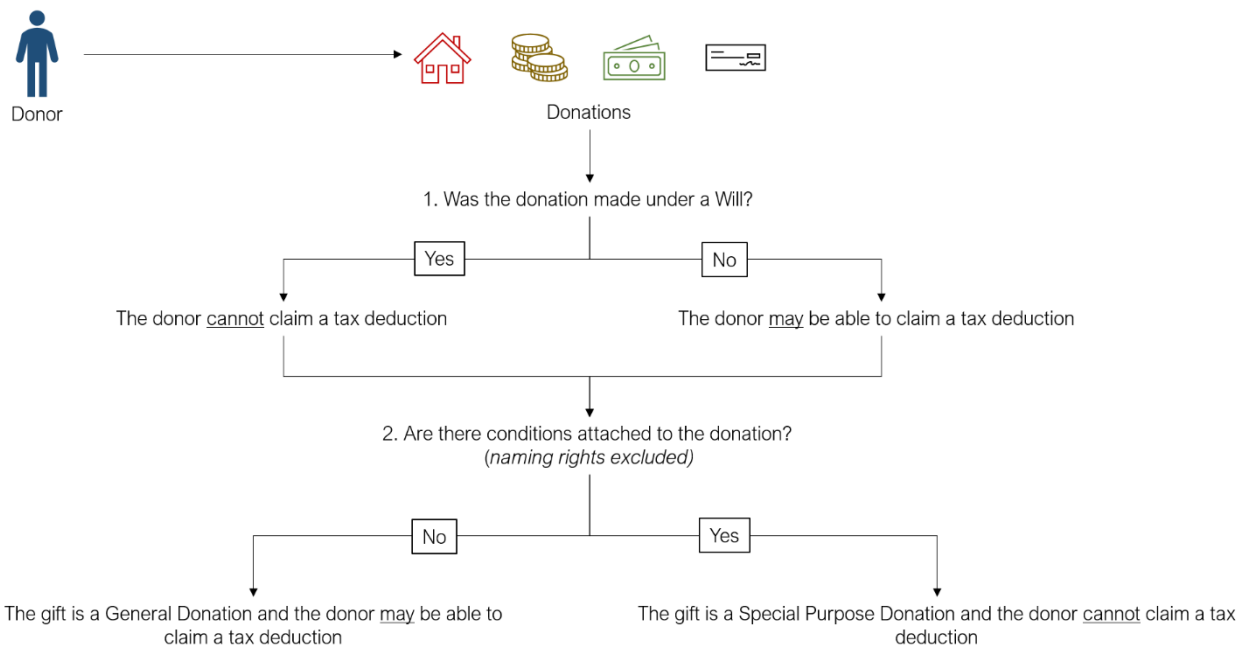 Donor
Donations
1. Was the donation made under a Will?
Yes
No
The donor cannot claim a tax deduction
The donor may be able to claim a tax deduction
2. Are there conditions attached to the donation?
(naming rights excluded)
No
Yes
The gift is a General Donation and the donor may be able to
claim a tax deduction
The gift is a Special Purpose Donation and the donor cannot claim a tax
deduction